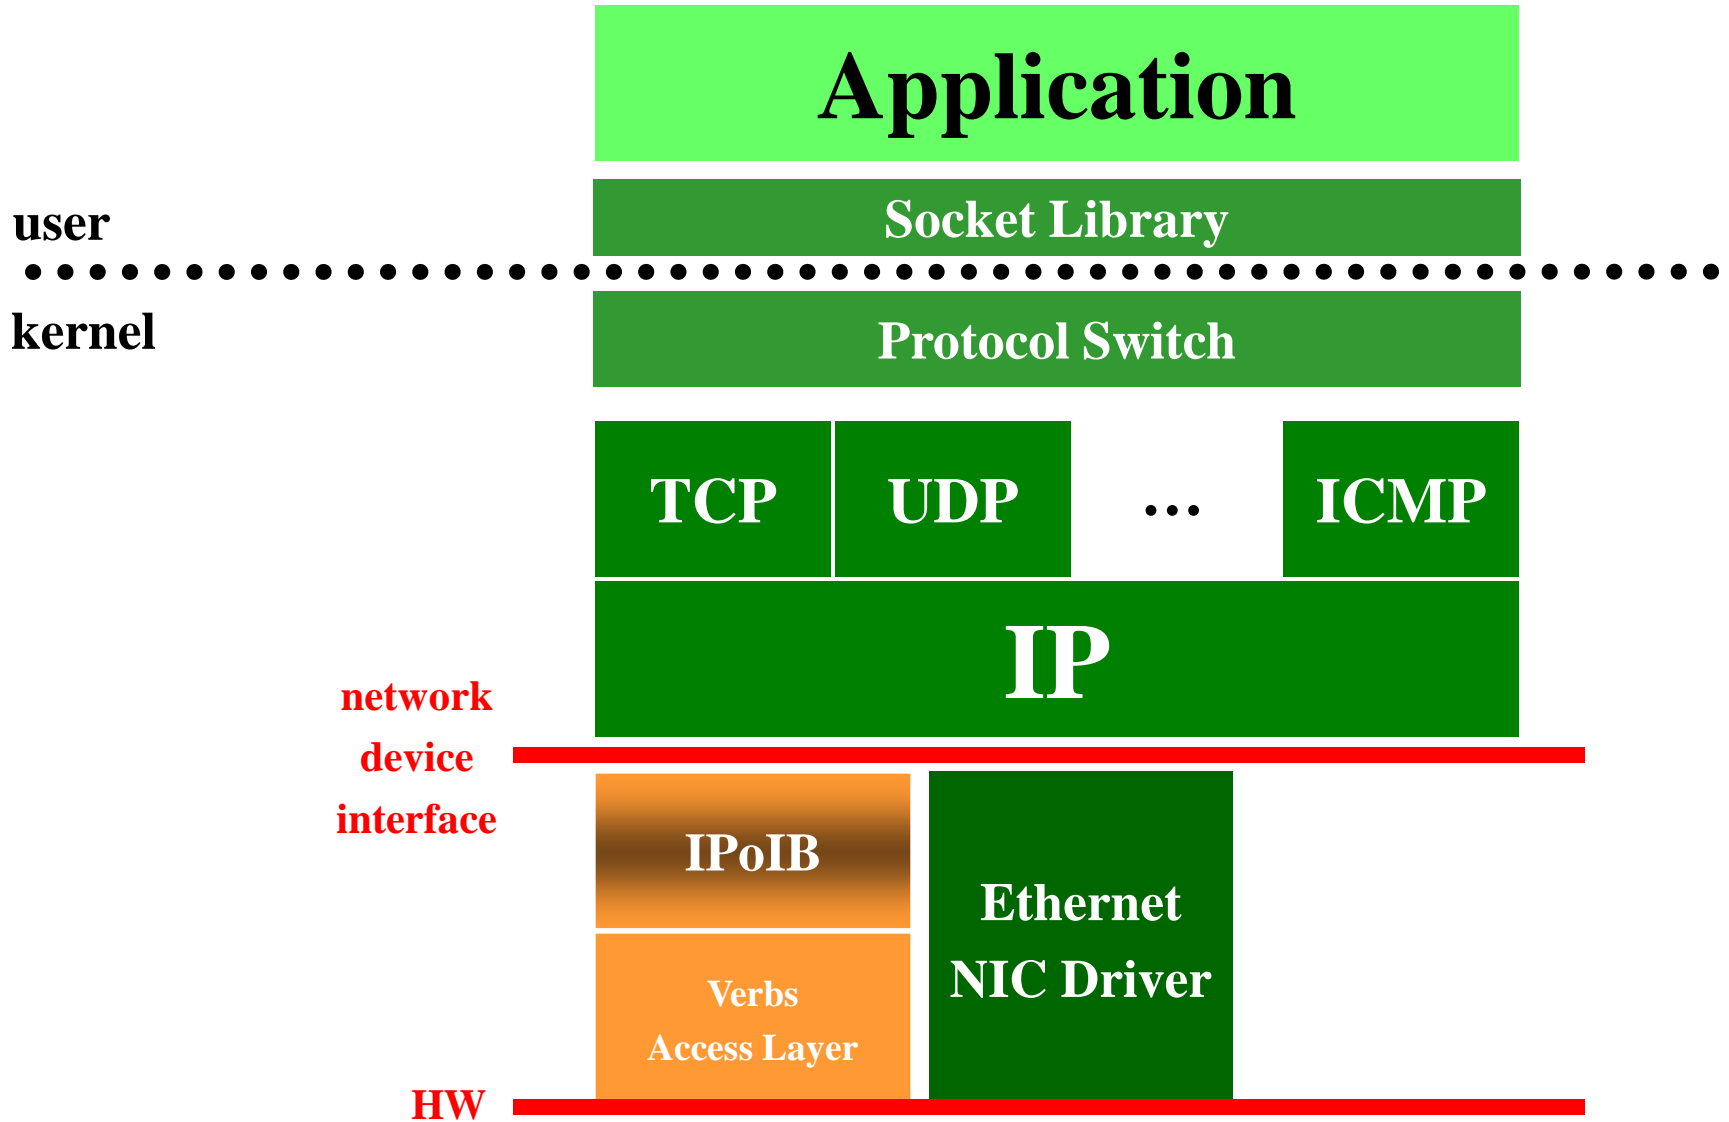 Application
Socket Library
user
kernel
Protocol Switch
TCP
UDP
...
ICMP
IP
network
device
interface
IPoIB
Ethernet
NIC Driver
Verbs
Access Layer
HW